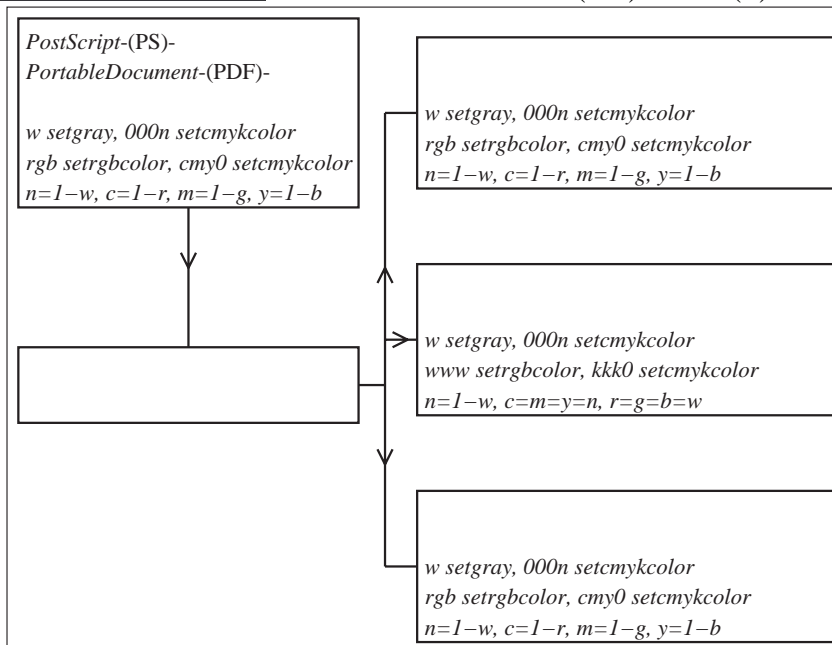 PostScript-(PS)-
PortableDocument-(PDF)-
w setgray, 000n setcmykcolor
rgb setrgbcolor, cmy0 setcmykcolor
n=1–w, c=1–r, m=1–g, y=1–b
w setgray, 000n setcmykcolor
rgb setrgbcolor, cmy0 setcmykcolor
n=1–w, c=1–r, m=1–g, y=1–b
w setgray, 000n setcmykcolor
www setrgbcolor, kkk0 setcmykcolor
n=1–w, c=m=y=n, r=g=b=w
w setgray, 000n setcmykcolor
rgb setrgbcolor, cmy0 setcmykcolor
n=1–w, c=1–r, m=1–g, y=1–b